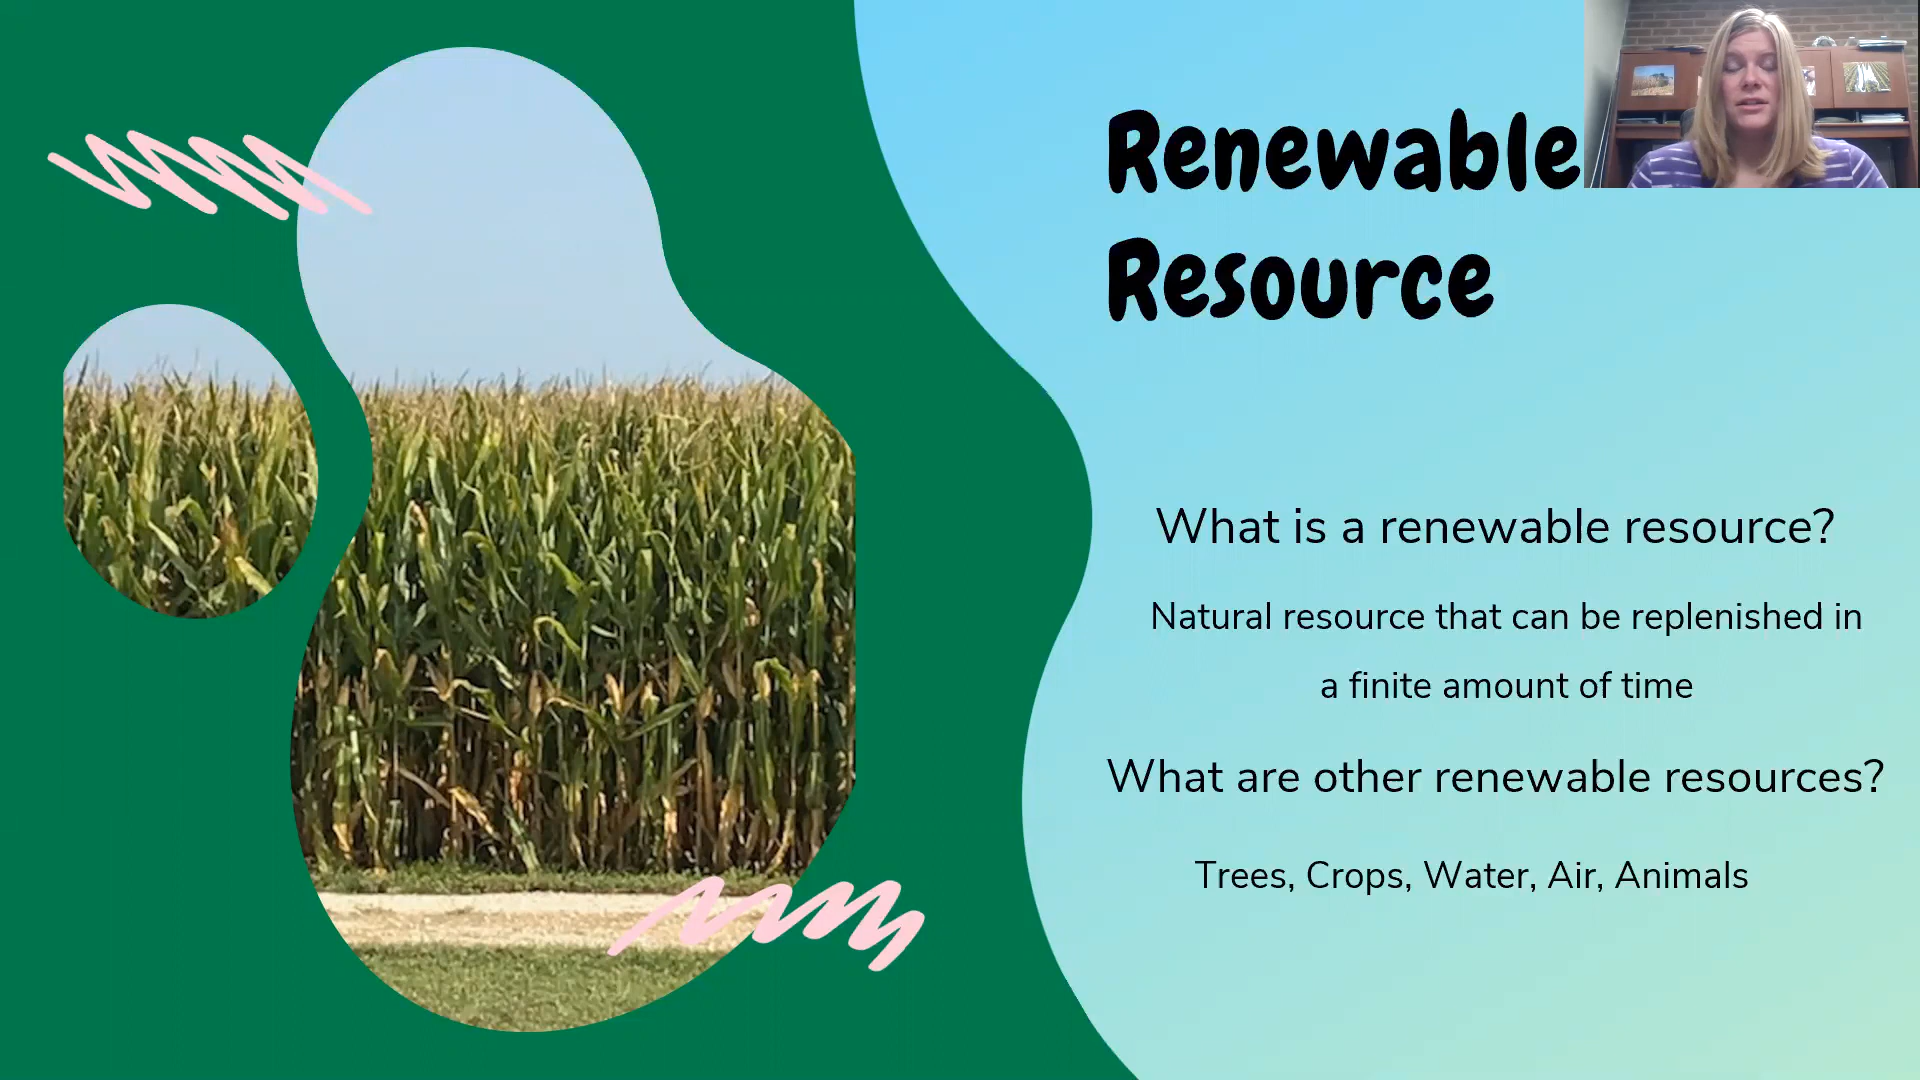 Renewable
Resource
What is a renewable resource?
Natural resource that can be replenished in
a finite amount of time
What are other renewable resources?
Trees, Crops, Water, Air, Animals